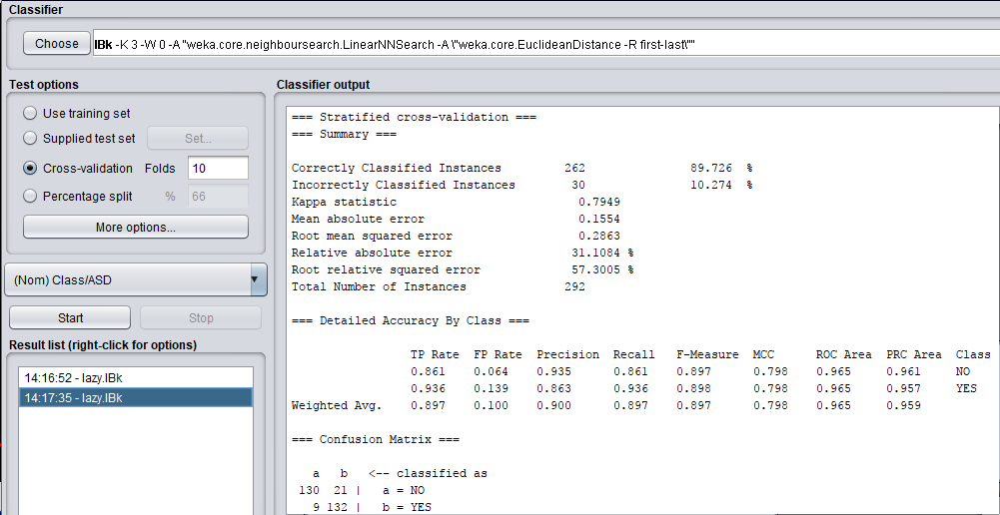 Classifier
Choose IBk -K 3 -W 0 -A "weka.core.neighboursearch.LinearNNSearch -A \"weka.core.EuclideanDistance -R first-last\""
Test options
Use training set
Supplied test set Set...
Cross-validation Folds 10
Percentage split % 66
More options...
(Nom) Class/ASD
Start Stop
Result list (right-click for options)
14:16:52 - lazy.IBk
14:17:35 - lazy.IBk
Classifier output
=== Stratified cross-validation ===
=== Summary ===
Correctly Classified Instances 262 89.726 %
Incorrectly Classified Instances 30 10.274 %
Kappa statistic 0.7949
Mean absolute error 0.1554
Root mean squared error 0.2863
Relative absolute error 31.1084 %
Root relative squared error 57.3005 %
Total Number of Instances 292
=== Detailed Accuracy By Class ===
TP Rate FP Rate Precision Recall F-Measure MCC ROC Area PRC Area Class
0.861 0.064 0.935 0.861 0.897 0.798 0.965 0.961 NO
0.936 0.139 0.863 0.936 0.898 0.798 0.965 0.957 YES
Weighted Avg. 0.897 0.100 0.900 0.897 0.897 0.798 0.965 0.959
=== Confusion Matrix ===
a b <-- classified as
130 21 | a = NO
9 132 | b = YES